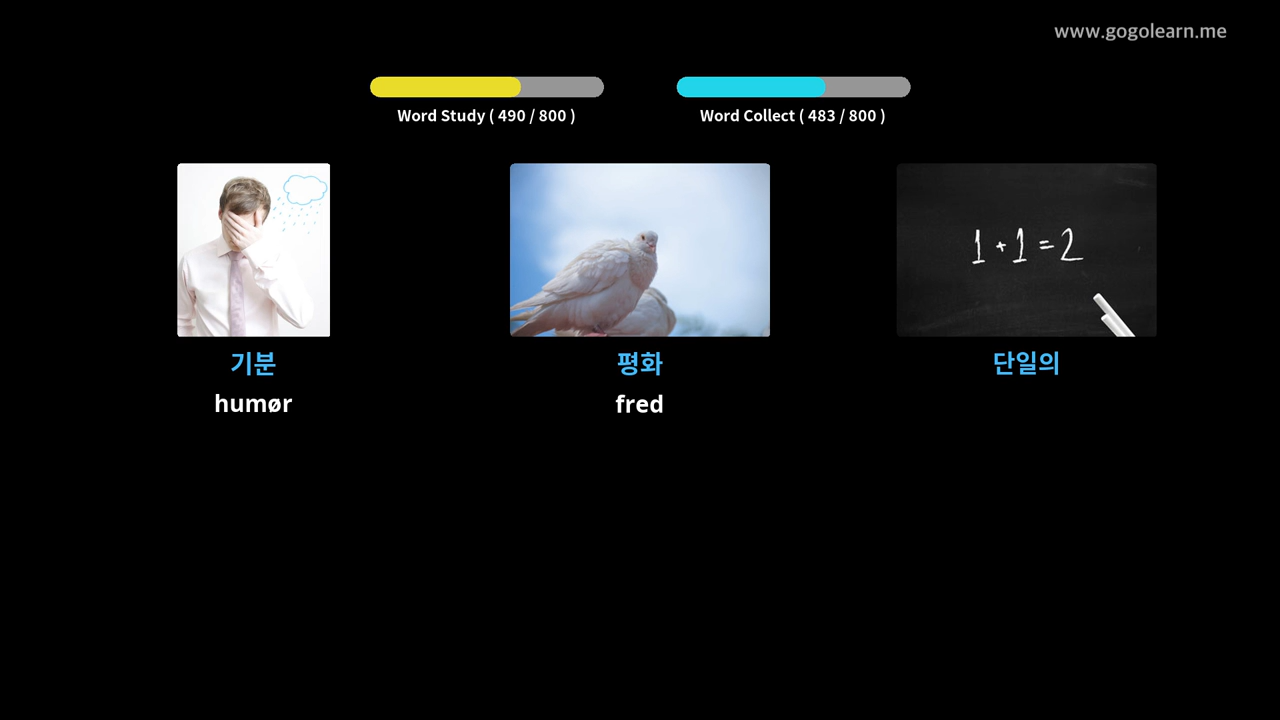 www.gogolearn.me
Word Study ( 490 / 800 )
Word Collect ( 483 / 800 )
1 + 1 = 2
기분
평화
단일의
humør
fred